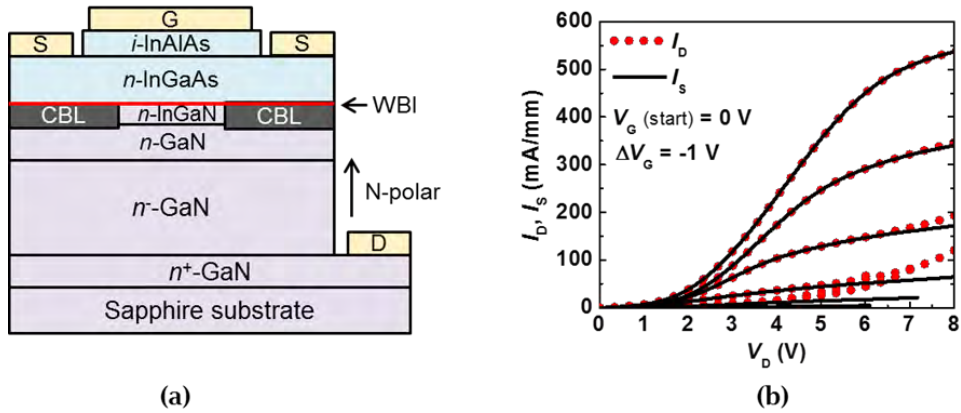 G
S
i-InAlAs
S
n-InGaAs
WBI
CBL
n-InGaN
CBL
n-GaN
N-polar
n⁻-GaN
D
n⁺-GaN
Sapphire substrate
(a)
600
500
400
300
200
100
0
I_D, I_S (mA/mm)
I_D
I_S
V_G (start) = 0 V
ΔV_G = -1 V
0 1 2 3 4 5 6 7 8
V_D (V)
(b)